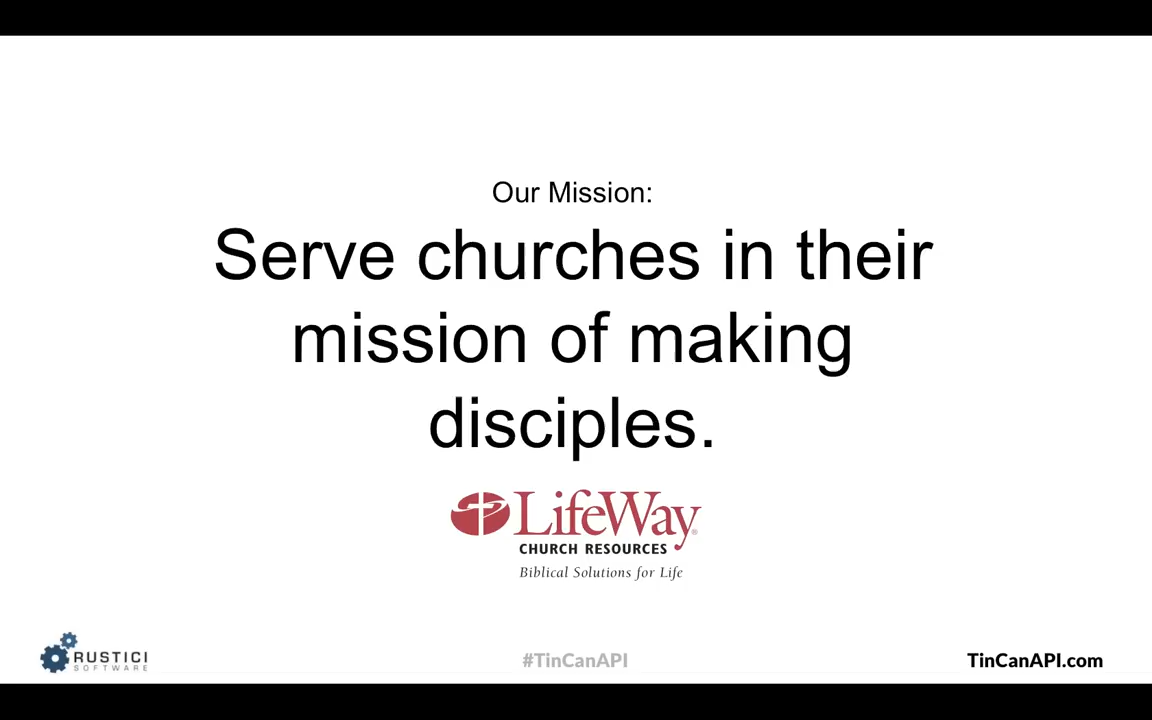 Our Mission:
Serve churches in their
mission of making
disciples.
LifeWay®
CHURCH RESOURCES
Biblical Solutions for Life
RUSTICI
SOFTWARE
#TinCanAPI
TinCanAPI.com